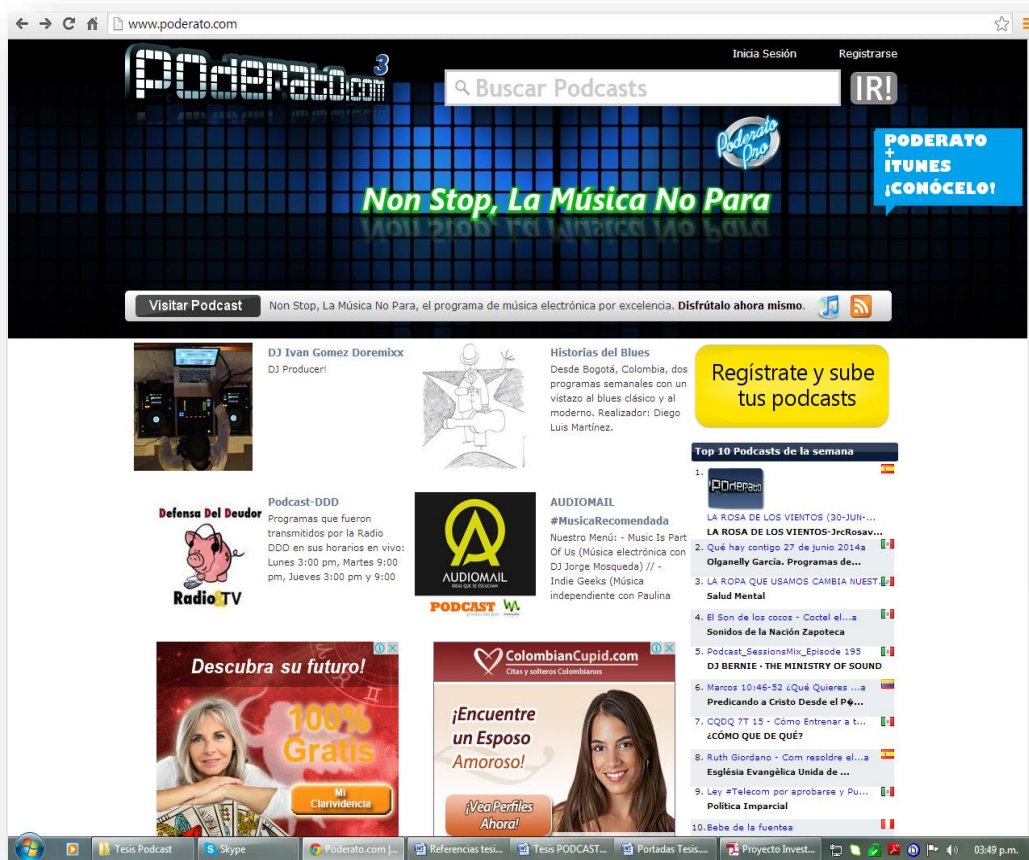 www.poderato.com
Inicia Sesión
Registrarse
POderato.com 3
Buscar Podcasts
IR!
Poderato Pro
PODERATO
+
ITUNES
¡CONÓCELO!
Non Stop, La Música No Para
Visitar Podcast
Non Stop, La Música No Para, el programa de música electrónica por excelencia. Disfrútalo ahora mismo.
DJ Ivan Gomez Doremixx
DJ Producer!
Historias del Blues
Desde Bogotá, Colombia, dos
programas semanales con un
vistazo al blues clásico y al
moderno. Realizador: Diego
Luis Martínez.
Regístrate y sube
tus podcasts
Defensa Del Deudor
Radio&TV
Podcast-DDD
Programas que fueron
transmitidos por la Radio
DDD en sus horarios en vivo:
Lunes 3:00 pm, Martes 9:00
pm, Jueves 3:00 pm y 9:00
AUDIOMAIL
IDEAS QUE SE ESCUCHAN
PODCAST
AUDIOMAIL
#MusicaRecomendada
Nuestro Menú: - Music Is Part
Of Us (Música electrónica con
DJ Jorge Mosqueda) // -
Indie Geeks (Música
independiente con Paulina
Top 10 Podcasts de la semana
1.
POderato
LA ROSA DE LOS VIENTOS (30-JUN-...
LA ROSA DE LOS VIENTOS-JrcRosav...
2. Qué hay contigo 27 de junio 2014a
Olganelly García. Programas de...
3. LA ROPA QUE USAMOS CAMBIA NUEST...
Salud Mental
4. El Son de los cocos - Coctel el...a
Sonidos de la Nación Zapoteca
5. Podcast_SessionsMix_Episode 195
DJ BERNIE · THE MINISTRY OF SOUND
6. Marcos 10:46-52 ¿Qué Quieres ...a
Predicando a Cristo Desde el P�...
7. CQDQ 7T 15 - Cómo Entrenar a t...
¿CÓMO QUE DE QUÉ?
8. Ruth Giordano - Com resoldre el...a
Església Evangèlica Unida de ...
9. Ley #Telecom por aprobarse y Pu...
Política Imparcial
10. Bebe de la fuentea
Descubra su futuro!
100%
Gratis
Mi
Clarividencia
ColombianCupid.com
Citas y solteros Colombianos
¡Encuentre
un Esposo
Amoroso!
¡Vea Perfiles
Ahora!
Tesis Podcast
Skype
Poderato.com |...
Referencias tesi...
Tesis PODCAST...
Portadas Tesis....
Proyecto Invest...
03:49 p.m.